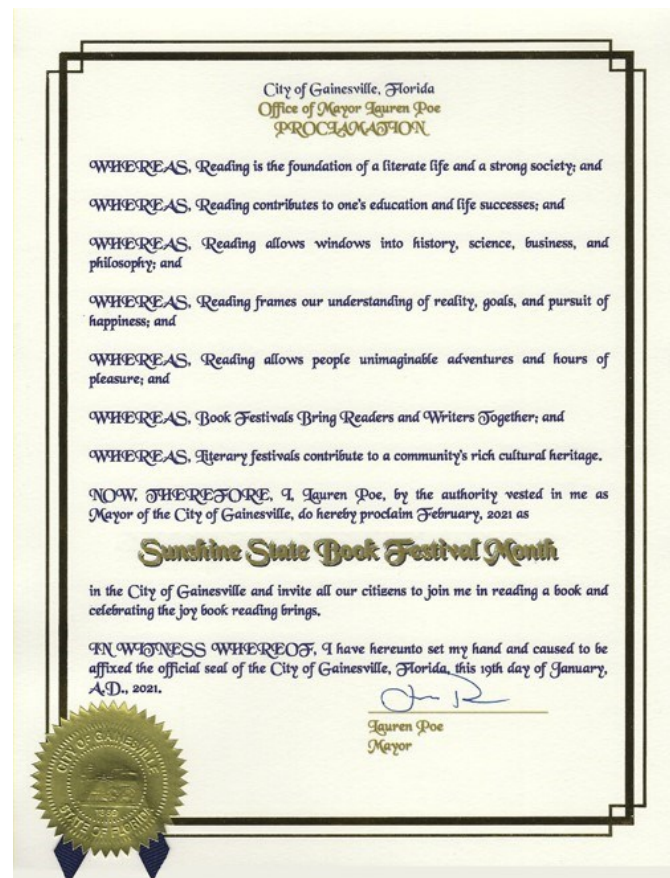 City of Gainesville, Florida
Office of Mayor Lauren Poe
PROCLAMATION
WHEREAS, Reading is the foundation of a literate life and a strong society; and
WHEREAS, Reading contributes to one's education and life successes; and
WHEREAS, Reading allows windows into history, science, business, and
philosophy; and
WHEREAS, Reading frames our understanding of reality, goals, and pursuit of
happiness; and
WHEREAS, Reading allows people unimaginable adventures and hours of
pleasure; and
WHEREAS, Book Festivals Bring Readers and Writers Together; and
WHEREAS, Literary festivals contribute to a community's rich cultural heritage.
NOW, THEREFORE, I, Lauren Poe, by the authority vested in me as
Mayor of the City of Gainesville, do hereby proclaim February, 2021 as
Sunshine State Book Festival Month
in the City of Gainesville and invite all our citizens to join me in reading a book and
celebrating the joy book reading brings.
IN WITNESS WHEREOF, I have hereunto set my hand and caused to be
affixed the official seal of the City of Gainesville, Florida, this 19th day of January,
A.D., 2021.
Lauren Poe
Mayor
CITY OF GAINESVILLE
1869
STATE OF FLORIDA